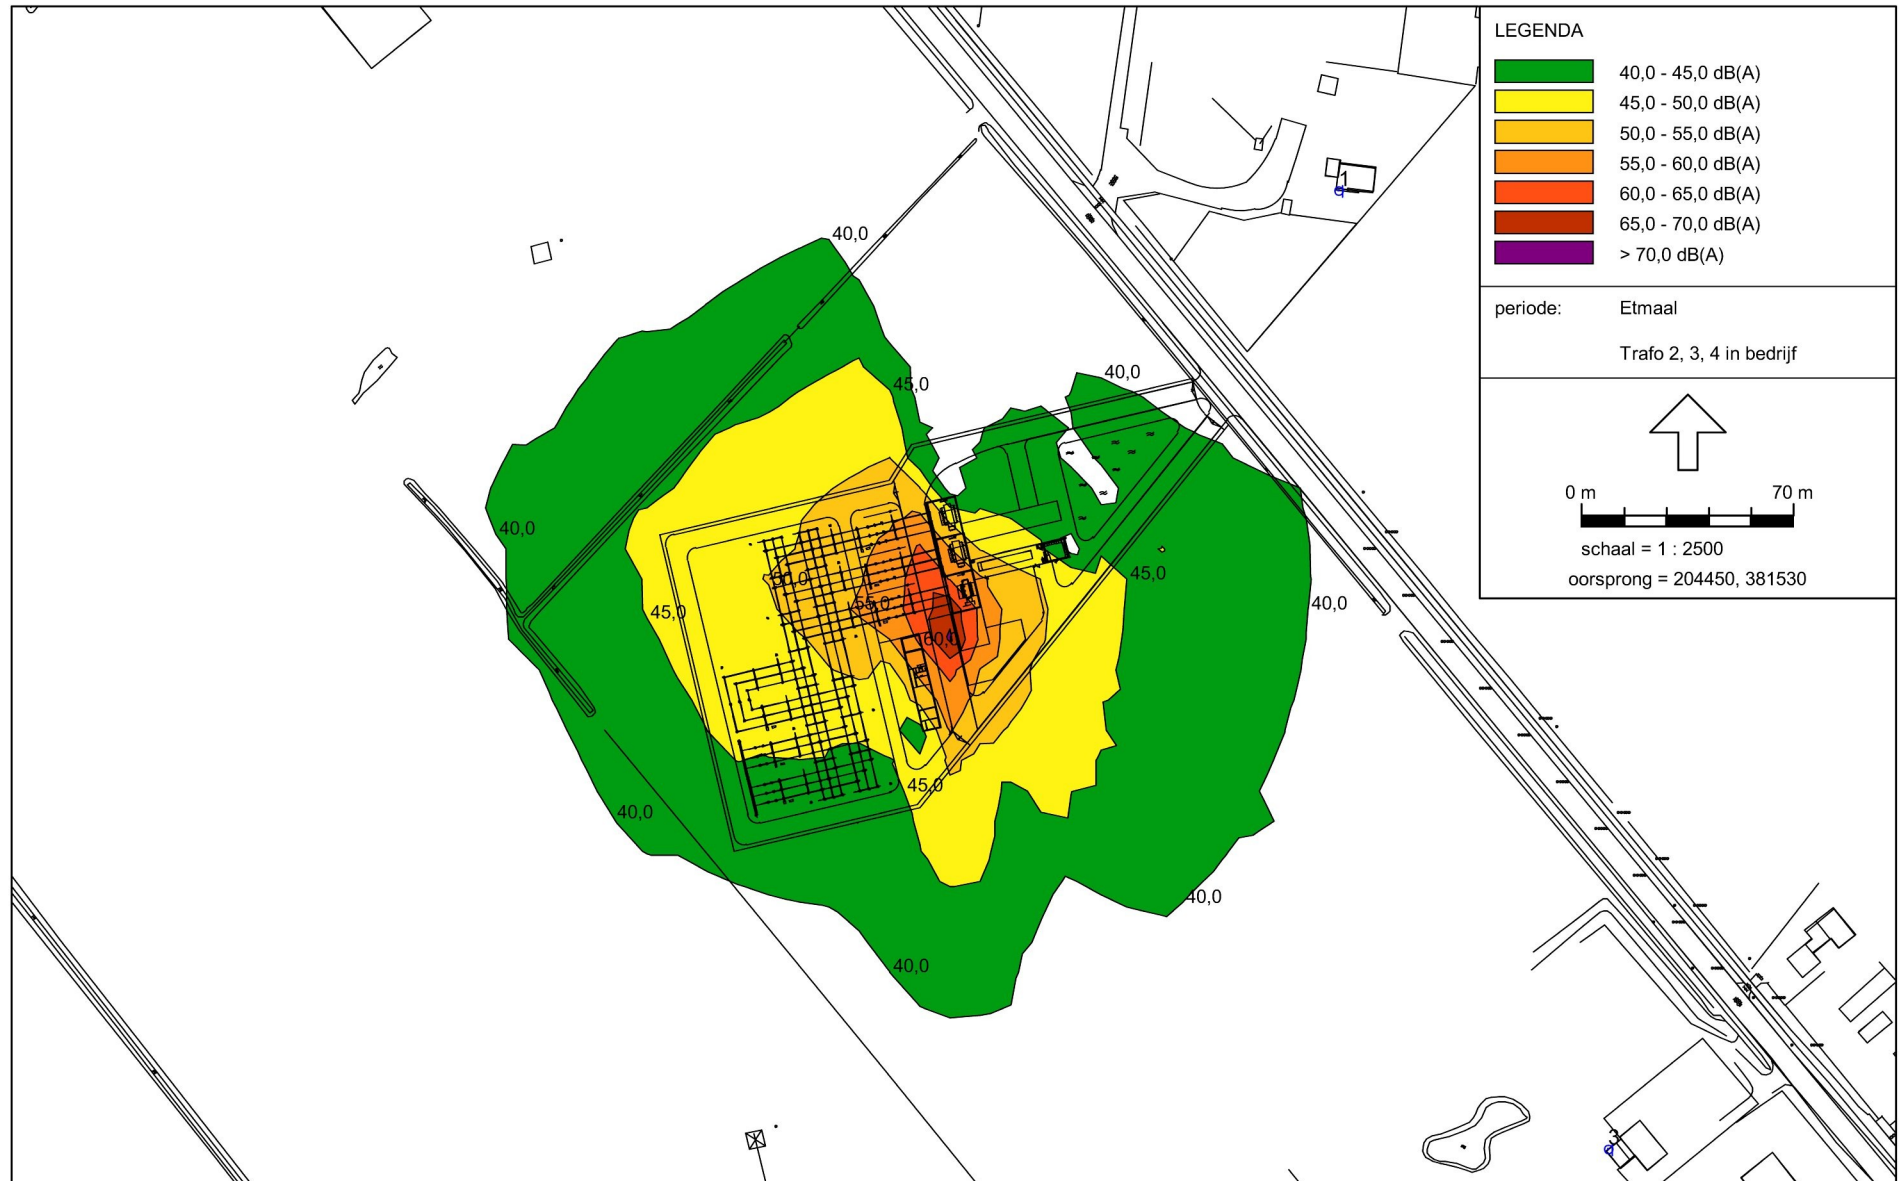 LEGENDA
40,0 - 45,0 dB(A)
45,0 - 50,0 dB(A)
50,0 - 55,0 dB(A)
55,0 - 60,0 dB(A)
60,0 - 65,0 dB(A)
65,0 - 70,0 dB(A)
> 70,0 dB(A)
periode: Etmaal
Trafo 2, 3, 4 in bedrijf
0 m 70 m
schaal = 1 : 2500
oorsprong = 204450, 381530
1
40,0
45,0
40,0
40,0
45,0
50,0
55,0
40,0
45,0
60,0
45,0
40,0
40,0
40,0
3